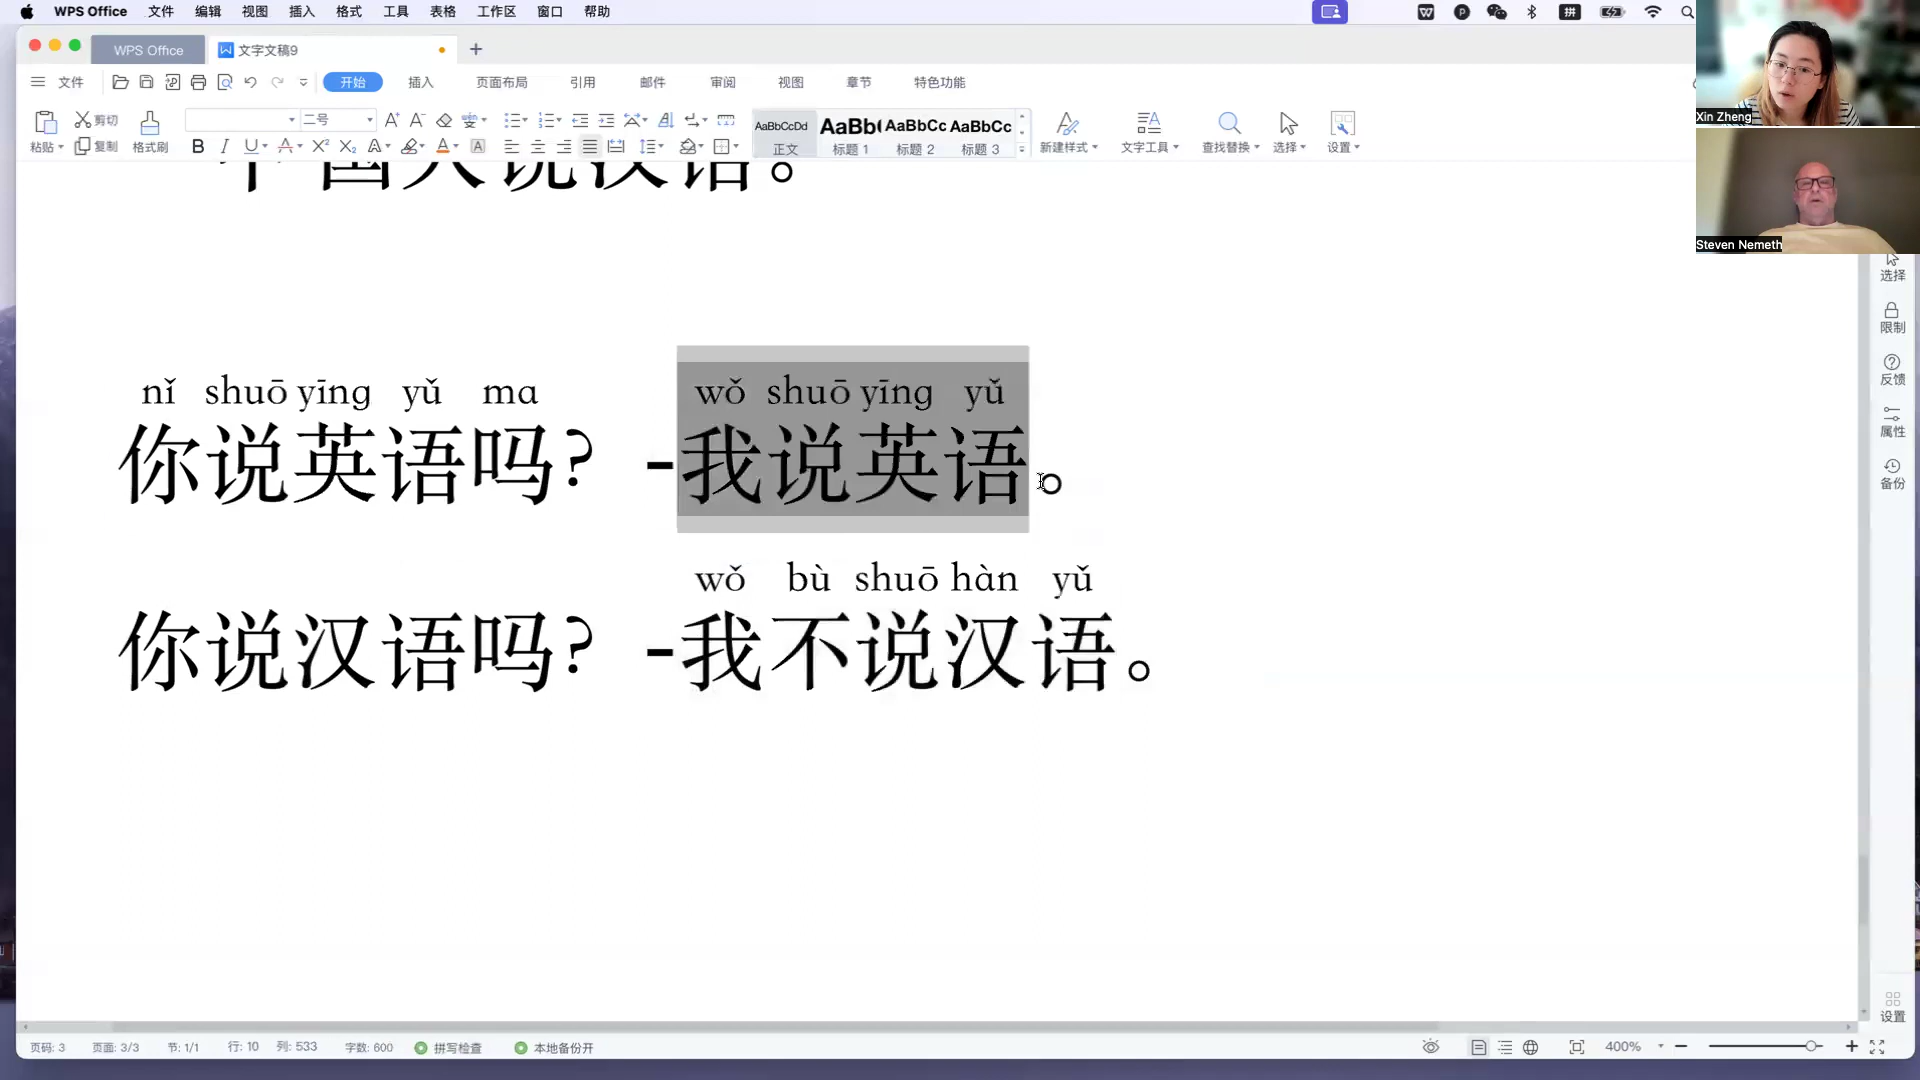 WPS Office 文件 编辑 视图 插入 格式 工具 表格 工作区 窗口 帮助
WPS Office 文字文稿9
文件 开始 插入 页面布局 引用 邮件 审阅 视图 章节 特色功能
剪切 二号 AaBbCcDd AaBb( AaBbCc AaBbCc
粘贴 复制 格式刷 正文 标题 1 标题 2 标题 3 新建样式 文字工具 查找替换 选择 设置
Xin Zheng
Steven Nemeth
国人说汉语。
选择
限制
反馈
属性
备份
设置
nǐ shuō yīng yǔ ma wǒ shuō yīng yǔ
你说英语吗? -我说英语。
wǒ bù shuō hàn yǔ
你说汉语吗? -我不说汉语。
页码: 3 页面: 3/3 节: 1/1 行: 10 列: 533 字数: 600 拼写检查 本地备份开 400%